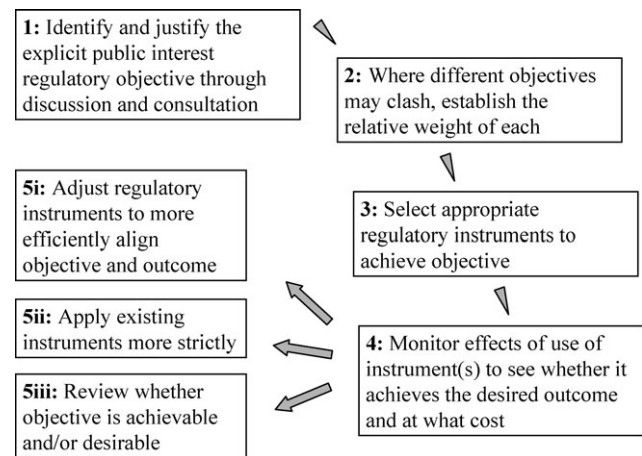 1: Identify and justify the
explicit public interest
regulatory objective through
discussion and consultation
2: Where different objectives
may clash, establish the
relative weight of each
3: Select appropriate
regulatory instruments to
achieve objective
4: Monitor effects of use of
instrument(s) to see whether it
achieves the desired outcome
and at what cost
5i: Adjust regulatory
instruments to more
efficiently align
objective and outcome
5ii: Apply existing
instruments more strictly
5iii: Review whether
objective is achievable
and/or desirable